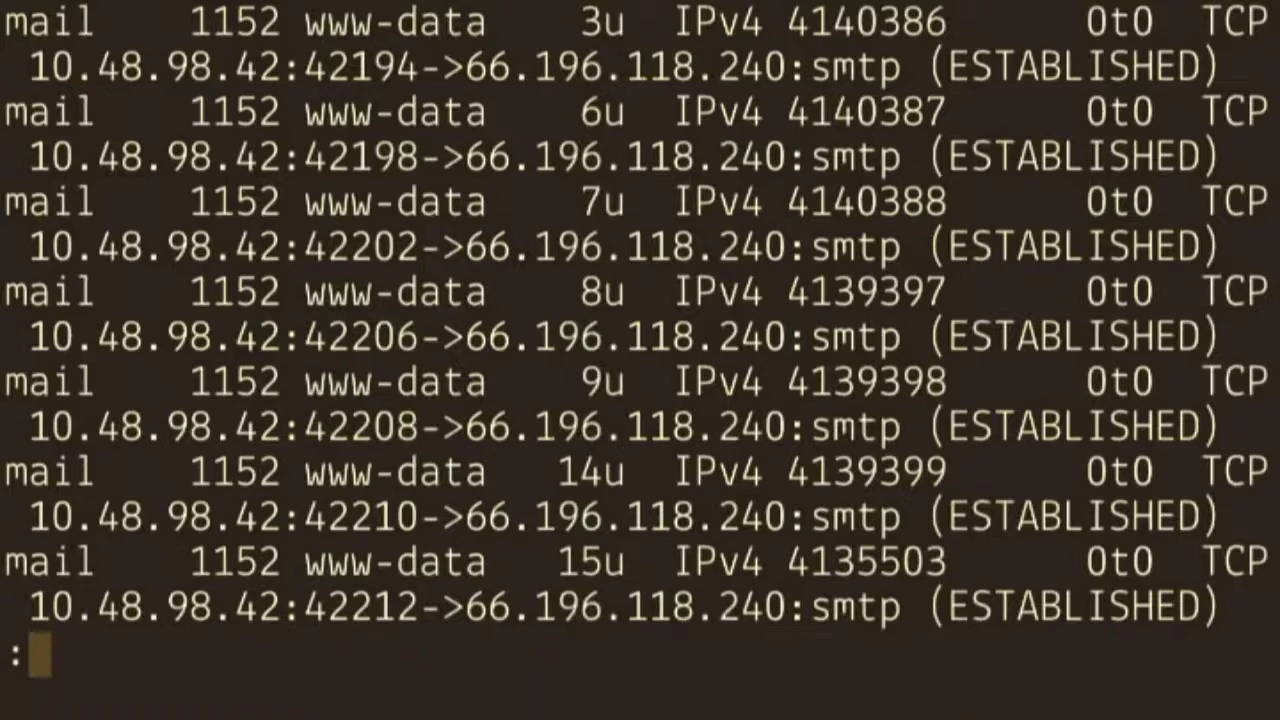 mail 1152 www-data 3u IPv4 4140386 0t0 TCP
10.48.98.42:42194->66.196.118.240:smtp (ESTABLISHED)
mail 1152 www-data 6u IPv4 4140387 0t0 TCP
10.48.98.42:42198->66.196.118.240:smtp (ESTABLISHED)
mail 1152 www-data 7u IPv4 4140388 0t0 TCP
10.48.98.42:42202->66.196.118.240:smtp (ESTABLISHED)
mail 1152 www-data 8u IPv4 4139397 0t0 TCP
10.48.98.42:42206->66.196.118.240:smtp (ESTABLISHED)
mail 1152 www-data 9u IPv4 4139398 0t0 TCP
10.48.98.42:42208->66.196.118.240:smtp (ESTABLISHED)
mail 1152 www-data 14u IPv4 4139399 0t0 TCP
10.48.98.42:42210->66.196.118.240:smtp (ESTABLISHED)
mail 1152 www-data 15u IPv4 4135503 0t0 TCP
10.48.98.42:42212->66.196.118.240:smtp (ESTABLISHED)
: